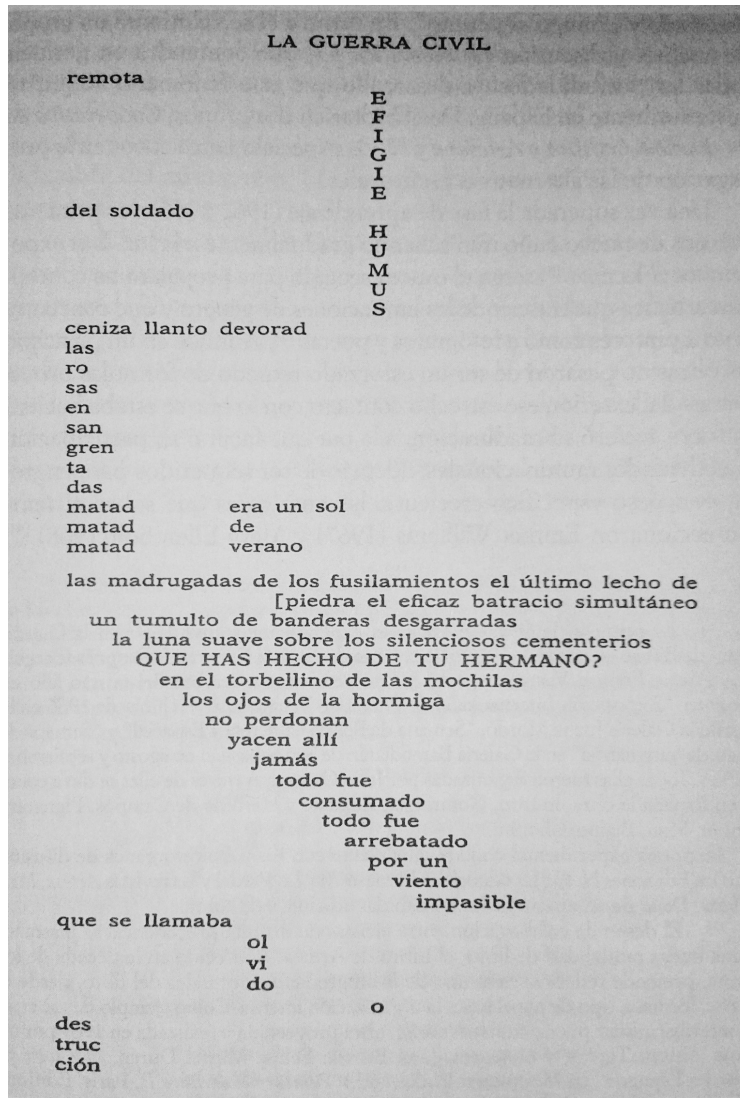 LA GUERRA CIVIL
remota
E
F
I
G
I
E
del soldado
H
U
M
U
S
ceniza llanto devorad
las
ro
sas
en
san
gren
ta
das
matad era un sol
matad de
matad verano
las madrugadas de los fusilamientos el último lecho de
[piedra el eficaz batracio simultáneo
un tumulto de banderas desgarradas
la luna suave sobre los silenciosos cementerios
QUE HAS HECHO DE TU HERMANO?
en el torbellino de las mochilas
los ojos de la hormiga
no perdonan
yacen allí
jamás
todo fue
consumado
todo fue
arrebatado
por un
viento
impasible
que se llamaba
ol
vi
do
o
des
truc
ción